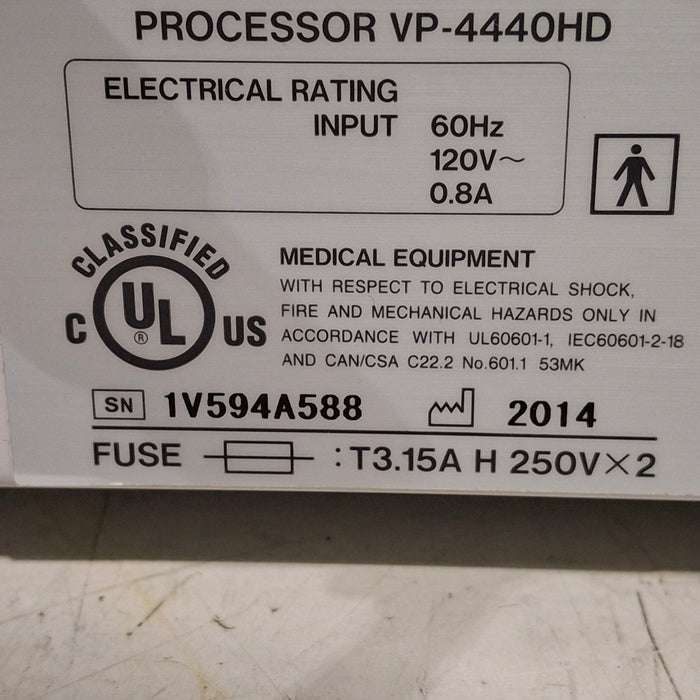 PROCESSOR VP-4440HD
ELECTRICAL RATING
INPUT 60Hz
120V~
0.8A
CLASSIFIED
C UL® US
MEDICAL EQUIPMENT
WITH RESPECT TO ELECTRICAL SHOCK,
FIRE AND MECHANICAL HAZARDS ONLY IN
ACCORDANCE WITH UL60601-1, IEC60601-2-18
AND CAN/CSA C22.2 No.601.1 53MK
SN 1V594A588 2014
FUSE : T3.15A H 250V×2